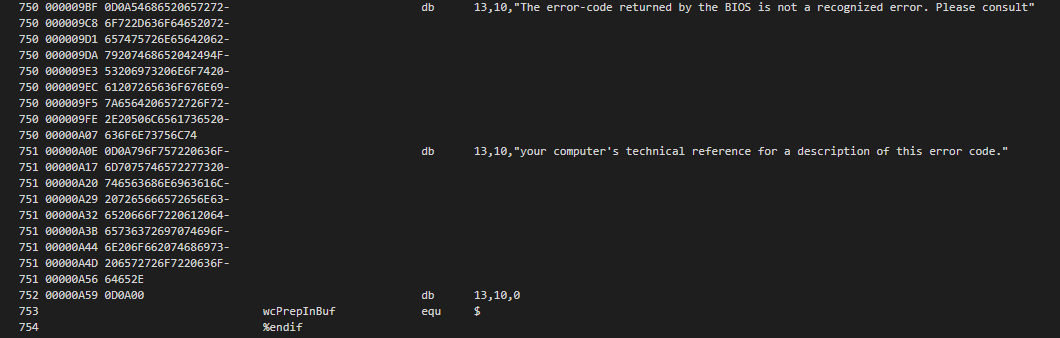 750 000009BF 0D0A54686520657272- db 13,10,"The error-code returned by the BIOS is not a recognized error. Please consult"
750 000009C8 6F722D636F64652072-
750 000009D1 657475726E65642062-
750 000009DA 79207468652042494F-
750 000009E3 53206973206E6F7420-
750 000009EC 61207265636F676E69-
750 000009F5 7A6564206572726F72-
750 000009FE 2E20506C6561736520-
750 00000A07 636F6E73756C74
751 00000A0E 0D0A796F757220636F- db 13,10,"your computer's technical reference for a description of this error code."
751 00000A17 6D70757465722773​20-
751 00000A20 746563686E6963616C-
751 00000A29 207265666572656E63-
751 00000A32 6520666F7220612064-
751 00000A3B 65736372697074696F-
751 00000A44 6E206F662074686973-
751 00000A4D 206572726F7220636F-
751 00000A56 64652E
752 00000A59 0D0A00 db 13,10,0
753 wcPrepInBuf equ $
754 %endif